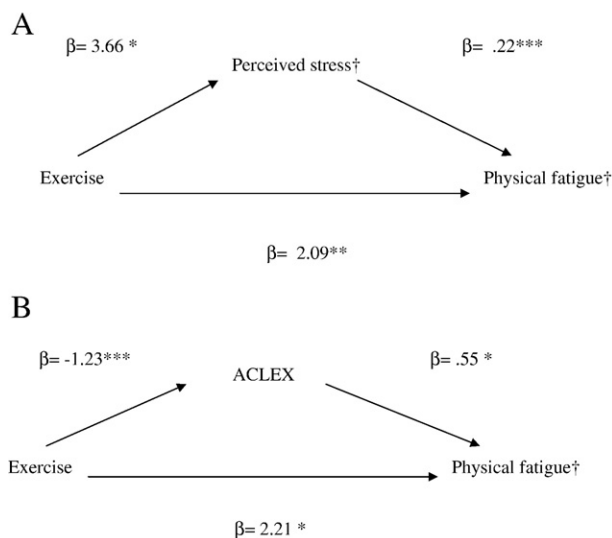 A
β= 3.66 * β= .22***
Perceived stress†
Exercise Physical fatigue†
β= 2.09**
B
β= -1.23*** β= .55 *
ACLEX
Exercise Physical fatigue†
β= 2.21 *